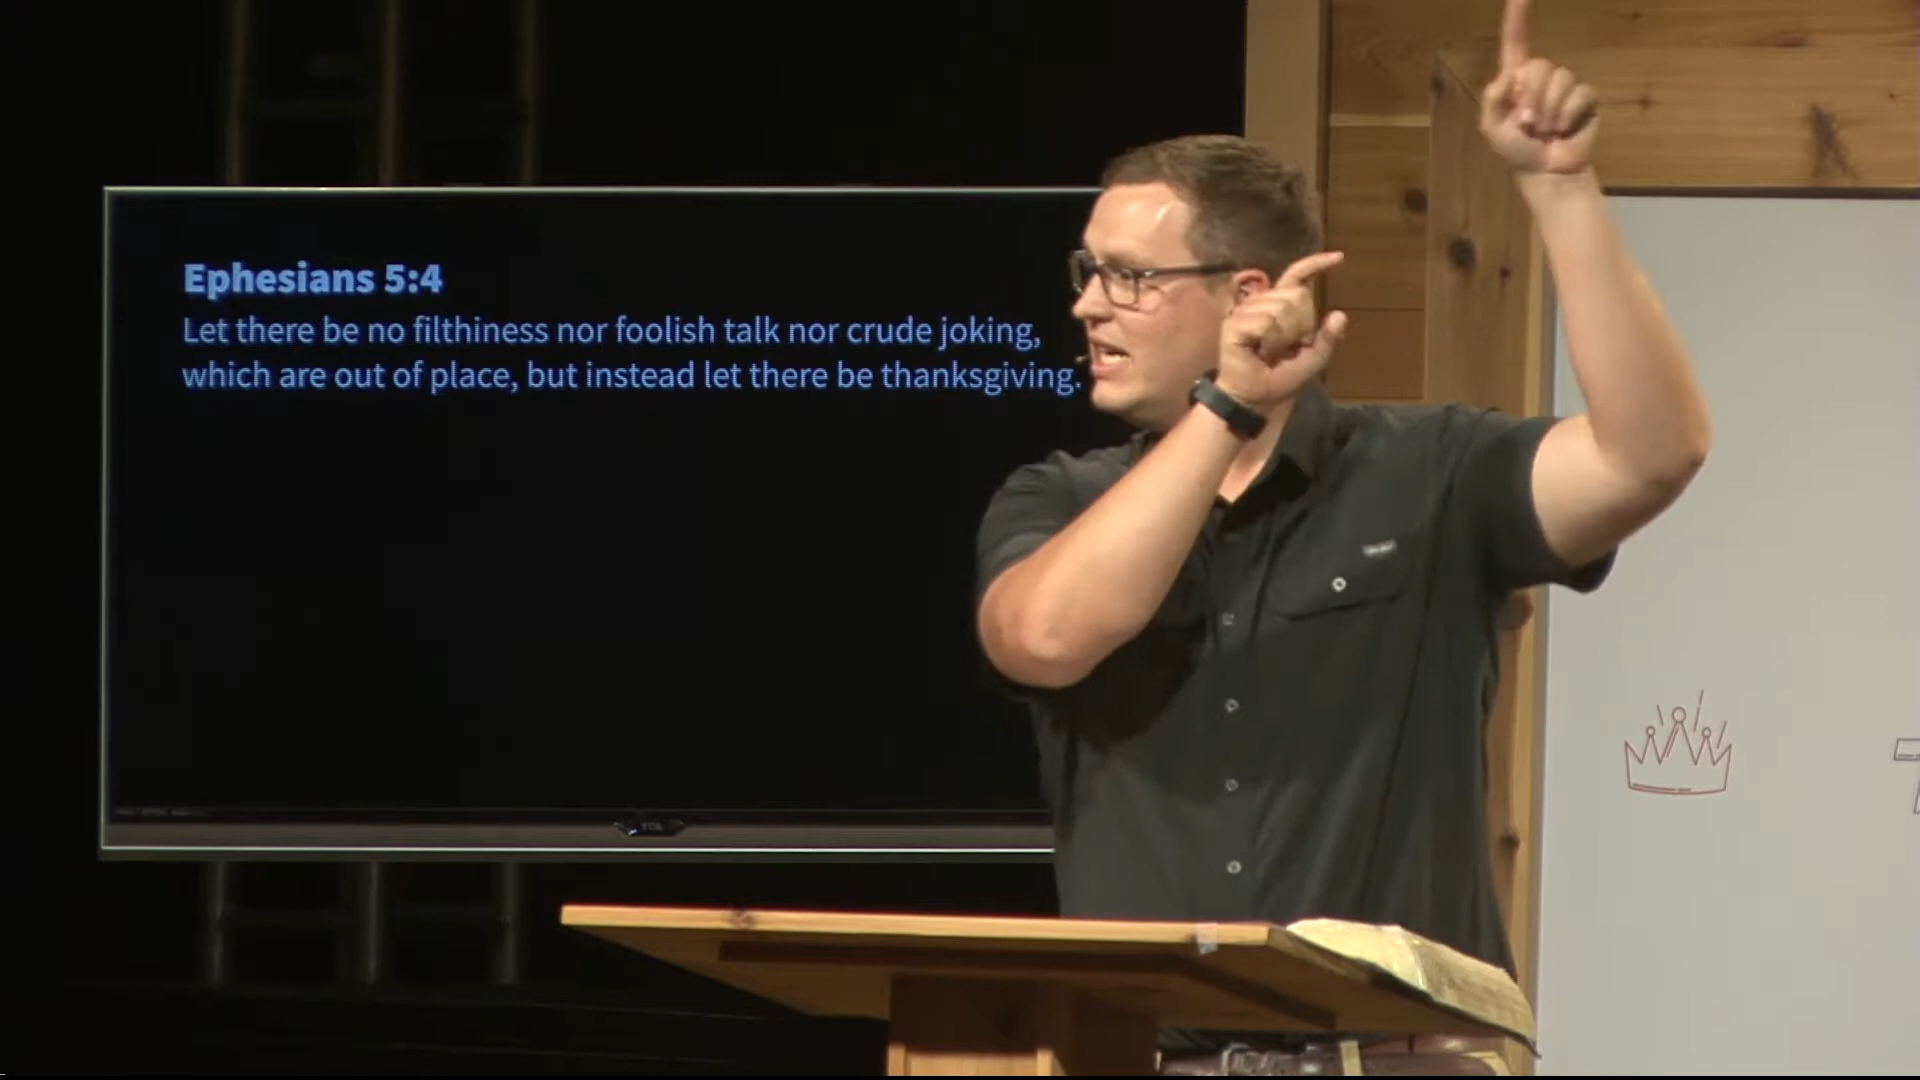 Ephesians 5:4
Let there be no filthiness nor foolish talk nor crude joking,
which are out of place, but instead let there be thanksgiving.
TCL